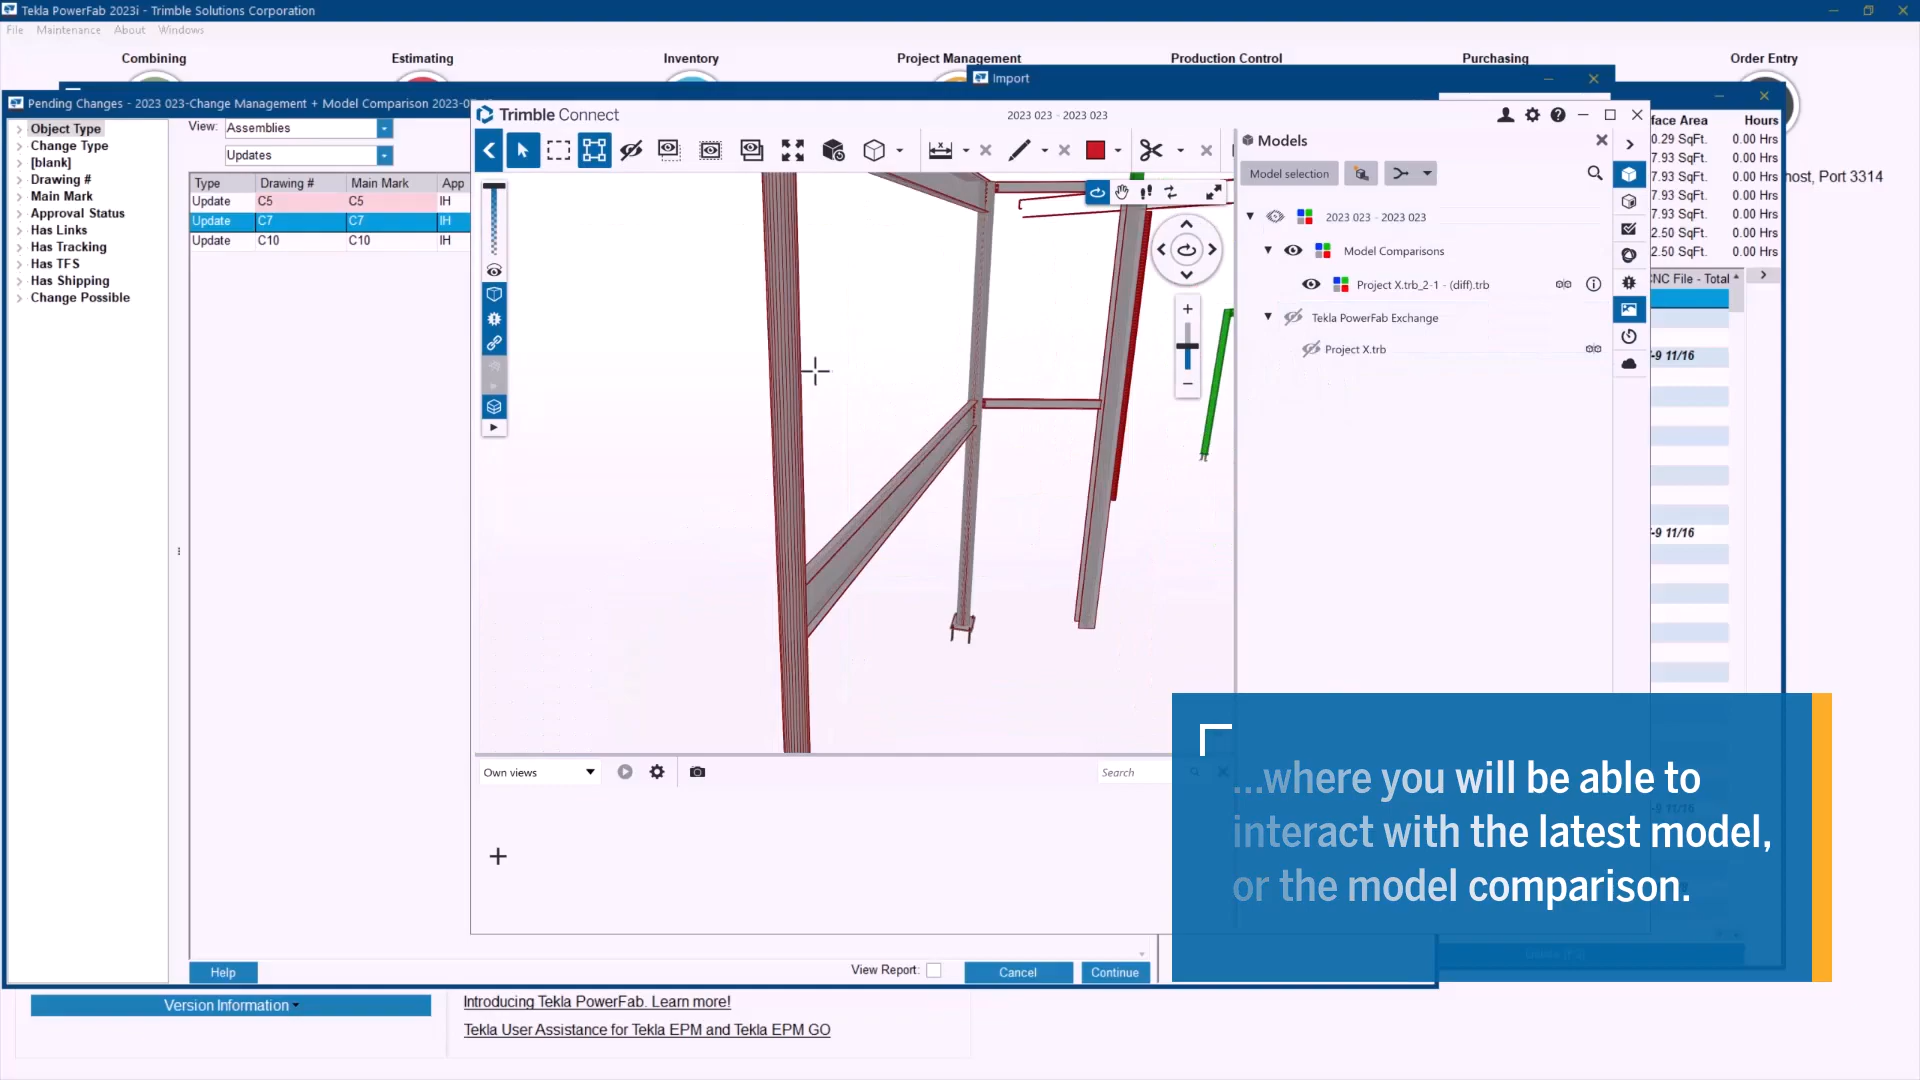 Tekla PowerFab 2023i - Trimble Solutions Corporation
File Maintenance About Windows
Combining Estimating Inventory Project Management Production Control Purchasing Order Entry
Import
Pending Changes - 2023 023-Change Management + Model Comparison 2023-0
Trimble Connect
2023 023 - 2023 023
Object Type
Change Type
[blank]
Drawing #
Main Mark
Approval Status
Has Links
Has Tracking
Has TFS
Has Shipping
Change Possible
View: Assemblies
Updates
Type Drawing # Main Mark App
Update C5 C5 IH
Update C7 C7 IH
Update C10 C10 IH
Models
Model selection
2023 023 - 2023 023
Model Comparisons
Project X.trb_2-1 - (diff).trb
Tekla PowerFab Exchange
Project X.trb
face Area Hours
0.29 SqFt. 0.00 Hrs
7.93 SqFt. 0.00 Hrs
7.93 SqFt. 0.00 Hrs
7.93 SqFt. 0.00 Hrs
7.93 SqFt. 0.00 Hrs
2.50 SqFt. 0.00 Hrs
2.50 SqFt. 0.00 Hrs
host, Port 3314
NC File - Total
-9 11/16
-9 11/16
Own views
Search
...where you will be able to
interact with the latest model,
or the model comparison.
Help
View Report:
Cancel
Continue
Version Information
Introducing Tekla PowerFab. Learn more!
Tekla User Assistance for Tekla EPM and Tekla EPM GO